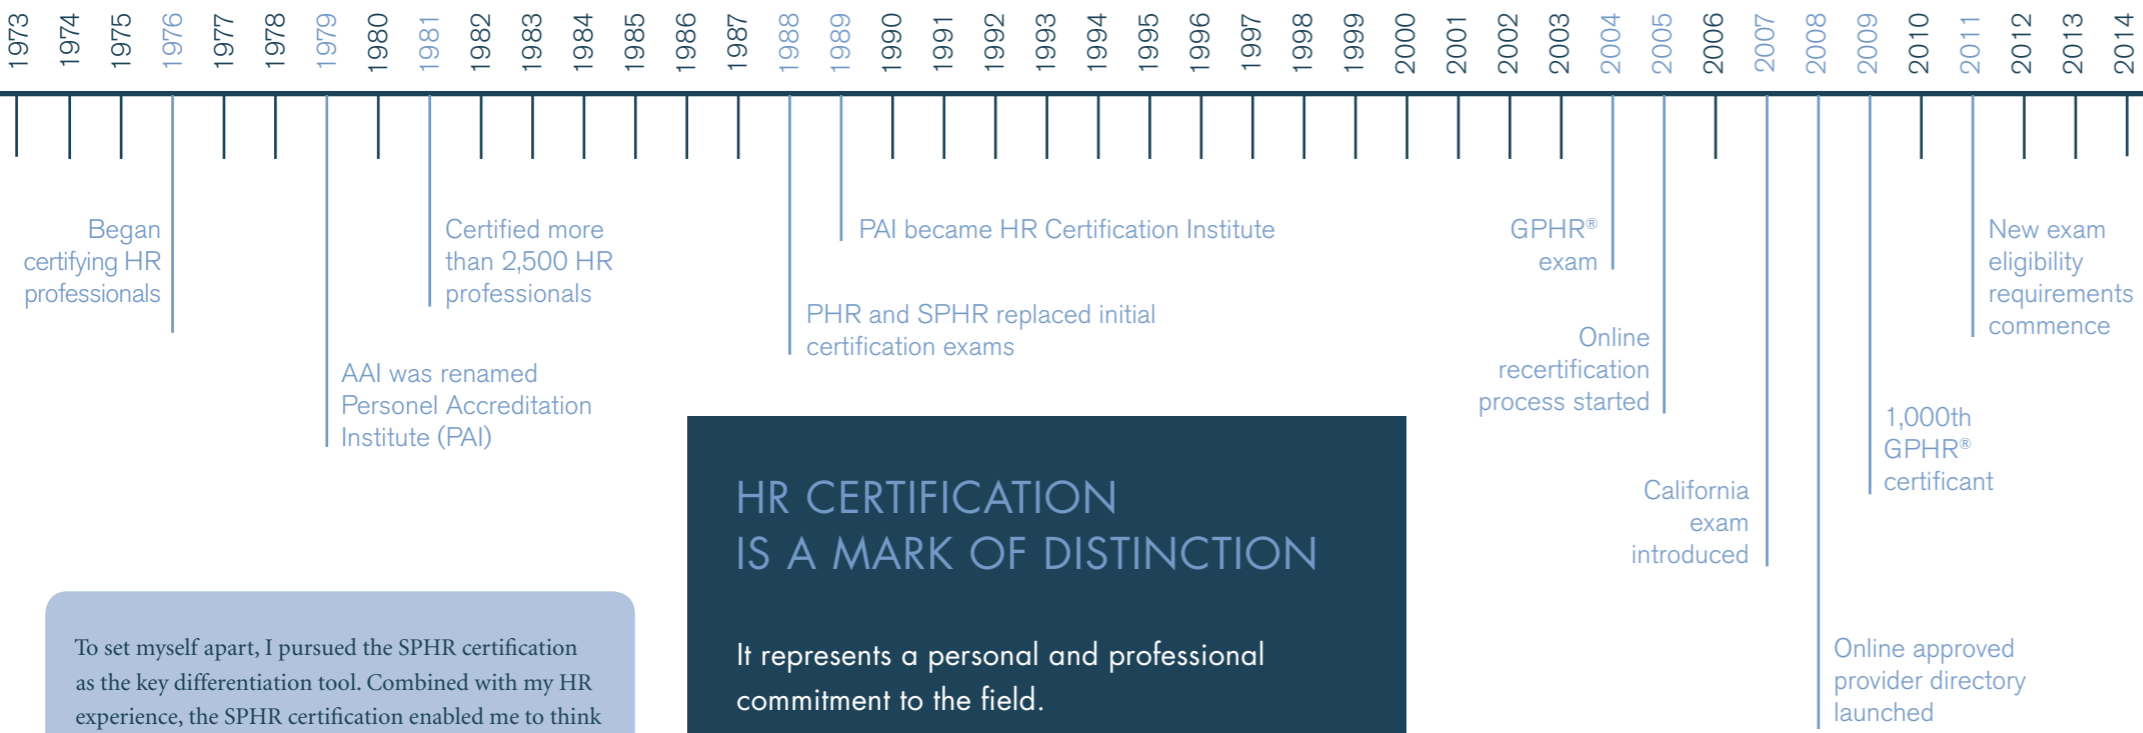 1973 1974 1975 1976 1977 1978 1979 1980 1981 1982 1983 1984 1985 1986 1987 1988 1989 1990 1991 1992 1993 1994 1995 1996 1997 1998 1999 2000 2001 2002 2003 2004 2005 2006 2007 2008 2009 2010 2011 2012 2013 2014
Began
certifying HR
professionals
AAI was renamed
Personel Accreditation
Institute (PAI)
Certified more
than 2,500 HR
professionals
PHR and SPHR replaced initial
certification exams
PAI became HR Certification Institute
GPHR®
exam
Online
recertification
process started
California
exam
introduced
Online approved
provider directory
launched
1,000th
GPHR®
certificant
New exam
eligibility
requirements
commence
To set myself apart, I pursued the SPHR certification
as the key differentiation tool. Combined with my HR
experience, the SPHR certification enabled me to think
HR CERTIFICATION
IS A MARK OF DISTINCTION
It represents a personal and professional
commitment to the field.